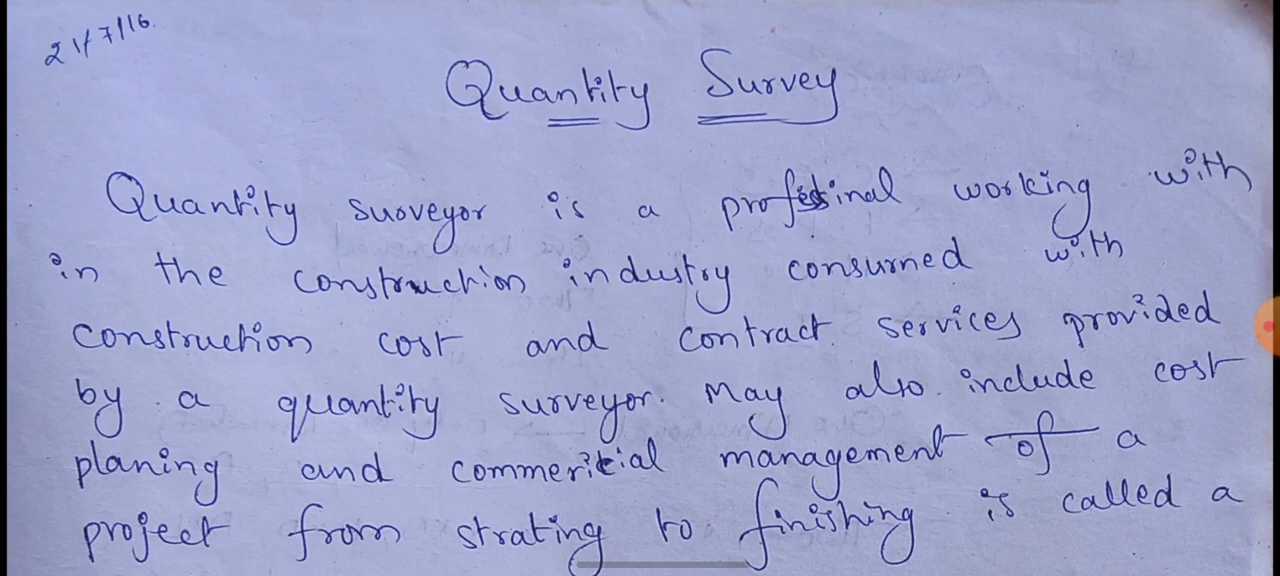 21/7/16
Quantity Survey
Quantity suoveyor is a profesinal working with
in the construction industry consurned with
construction cost and contract services provided
by a quantity surveyor. May also include cost
planing and commericial management of a
project from strating to finishing is called a